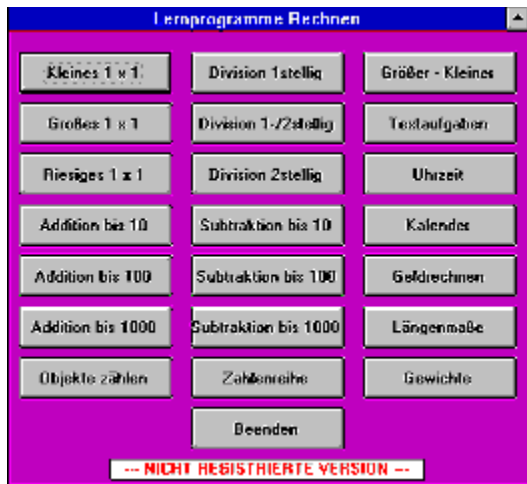 Lernprogramme Rechnen
Kleines 1 x 1
Division 1stellig
Größer - Kleiner
Großes 1 x 1
Division 1-/2stellig
Textaufgaben
Riesiges 1 x 1
Division 2stellig
Uhrzeit
Addition bis 10
Subtraktion bis 10
Kalender
Addition bis 100
Subtraktion bis 100
Geldrechnen
Addition bis 1000
Subtraktion bis 1000
Längenmaße
Objekte zählen
Zahlenreihe
Gewichte
Beenden
--- NICHT REGISTRIERTE VERSION ---